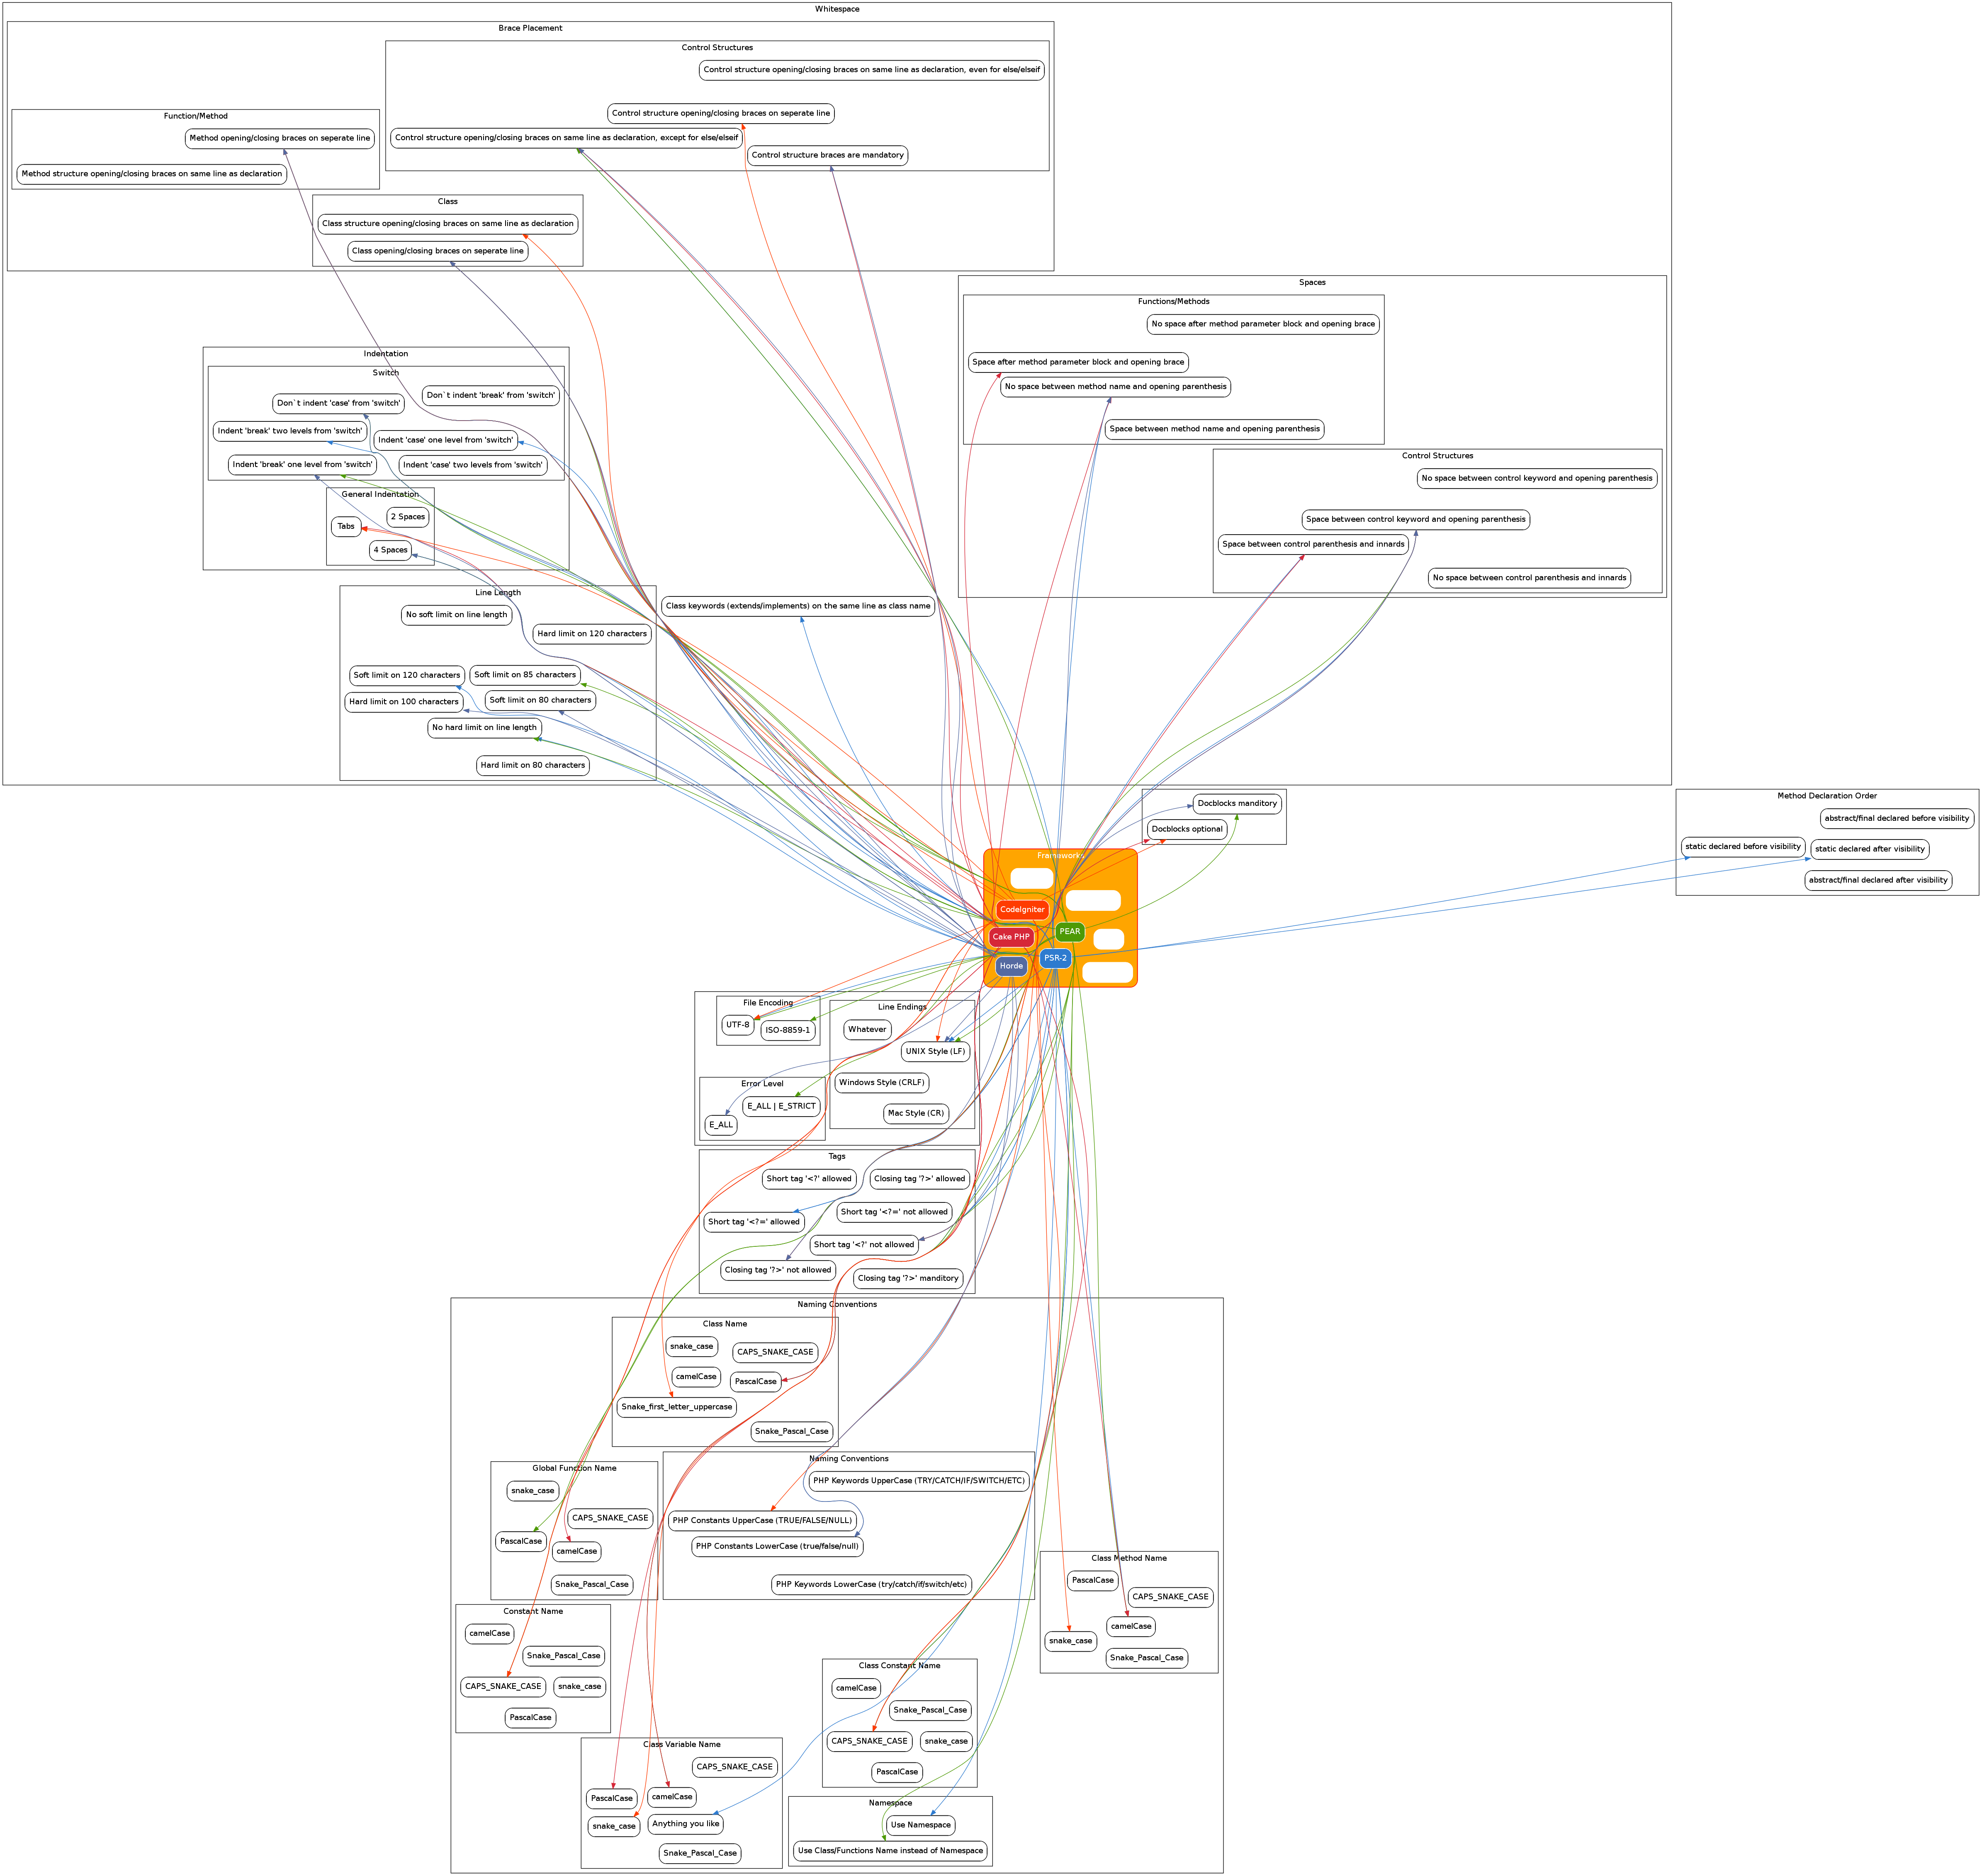 Whitespace
Brace Placement
Control Structures
Control structure opening/closing braces on same line as declaration, even for else/elseif
Control structure opening/closing braces on seperate line
Control structure opening/closing braces on same line as declaration, except for else/elseif
Control structure braces are mandatory
Function/Method
Method opening/closing braces on seperate line
Method structure opening/closing braces on same line as declaration
Class
Class structure opening/closing braces on same line as declaration
Class opening/closing braces on seperate line
Spaces
Functions/Methods
No space after method parameter block and opening brace
Space after method parameter block and opening brace
No space between method name and opening parenthesis
Space between method name and opening parenthesis
Control Structures
No space between control keyword and opening parenthesis
Space between control keyword and opening parenthesis
Space between control parenthesis and innards
No space between control parenthesis and innards
Indentation
Switch
Don`t indent 'break' from 'switch'
Don`t indent 'case' from 'switch'
Indent 'break' two levels from 'switch'
Indent 'case' one level from 'switch'
Indent 'break' one level from 'switch'
Indent 'case' two levels from 'switch'
General Indentation
2 Spaces
Tabs
4 Spaces
Line Length
No soft limit on line length
Hard limit on 120 characters
Soft limit on 120 characters
Soft limit on 85 characters
Hard limit on 100 characters
Soft limit on 80 characters
No hard limit on line length
Hard limit on 80 characters
Class keywords (extends/implements) on the same line as class name
Docblocks manditory
Docblocks optional
Method Declaration Order
abstract/final declared before visibility
static declared before visibility
static declared after visibility
abstract/final declared after visibility
Frameworks
CodeIgniter
PEAR
Cake PHP
PSR-2
Horde
File Encoding
UTF-8
ISO-8859-1
Line Endings
Whatever
UNIX Style (LF)
Windows Style (CRLF)
Mac Style (CR)
Error Level
E_ALL | E_STRICT
E_ALL
Tags
Short tag '<?' allowed
Closing tag '?>' allowed
Short tag '<?=' allowed
Short tag '<?=' not allowed
Short tag '<?' not allowed
Closing tag '?>' not allowed
Closing tag '?>' manditory
Naming Conventions
Class Name
snake_case
CAPS_SNAKE_CASE
camelCase
PascalCase
Snake_first_letter_uppercase
Snake_Pascal_Case
Global Function Name
snake_case
CAPS_SNAKE_CASE
PascalCase
camelCase
Snake_Pascal_Case
Naming Conventions
PHP Keywords UpperCase (TRY/CATCH/IF/SWITCH/ETC)
PHP Constants UpperCase (TRUE/FALSE/NULL)
PHP Constants LowerCase (true/false/null)
PHP Keywords LowerCase (try/catch/if/switch/etc)
Class Method Name
PascalCase
CAPS_SNAKE_CASE
camelCase
snake_case
Snake_Pascal_Case
Constant Name
camelCase
Snake_Pascal_Case
CAPS_SNAKE_CASE
snake_case
PascalCase
Class Constant Name
camelCase
Snake_Pascal_Case
CAPS_SNAKE_CASE
snake_case
PascalCase
Class Variable Name
CAPS_SNAKE_CASE
PascalCase
camelCase
snake_case
Anything you like
Snake_Pascal_Case
Namespace
Use Namespace
Use Class/Functions Name instead of Namespace